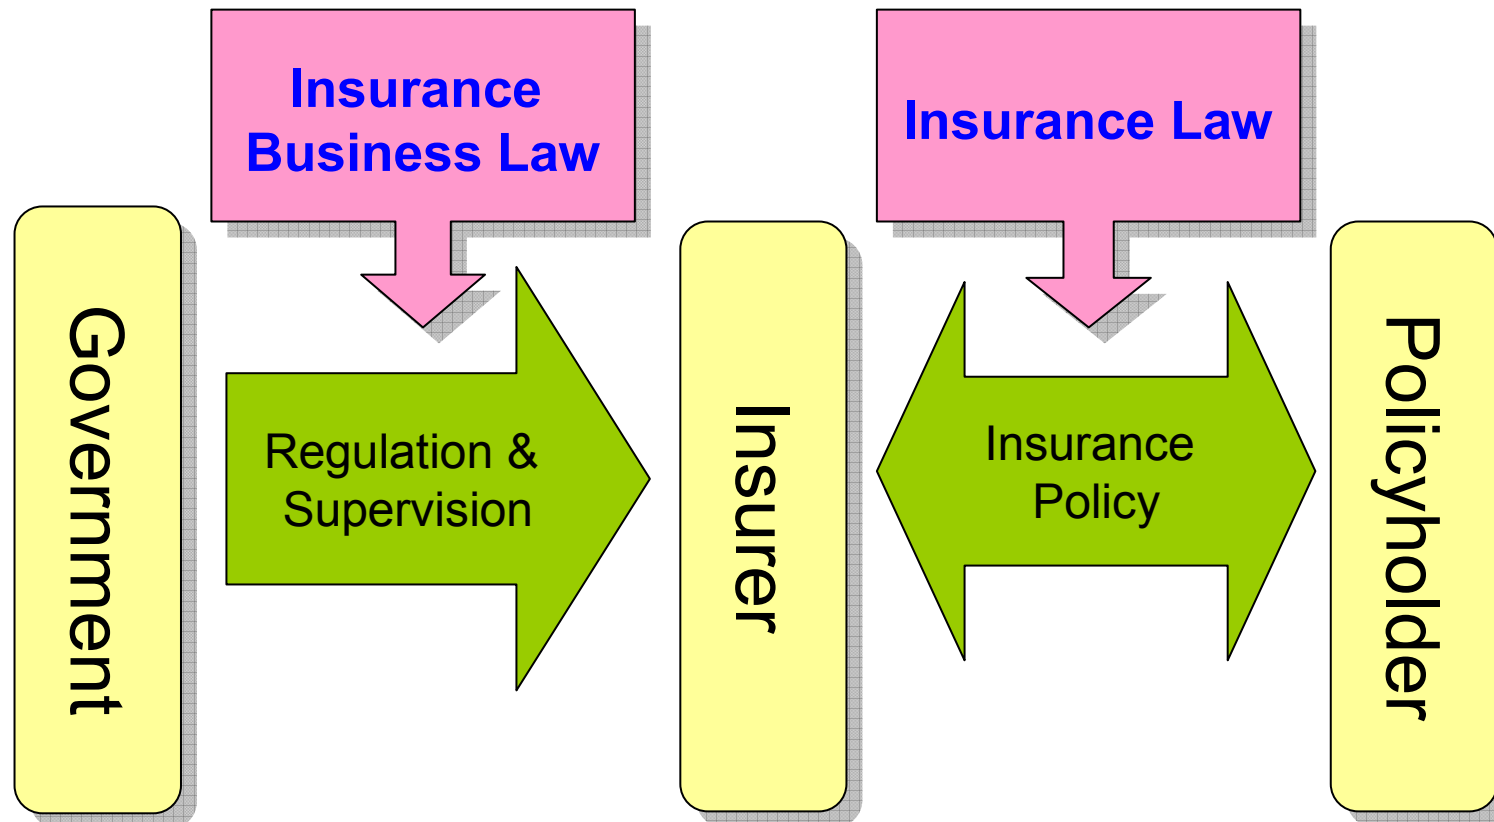 Insurance
Business Law
Insurance Law
Government
Regulation &
Supervision
Insurer
Insurance
Policy
Policyholder